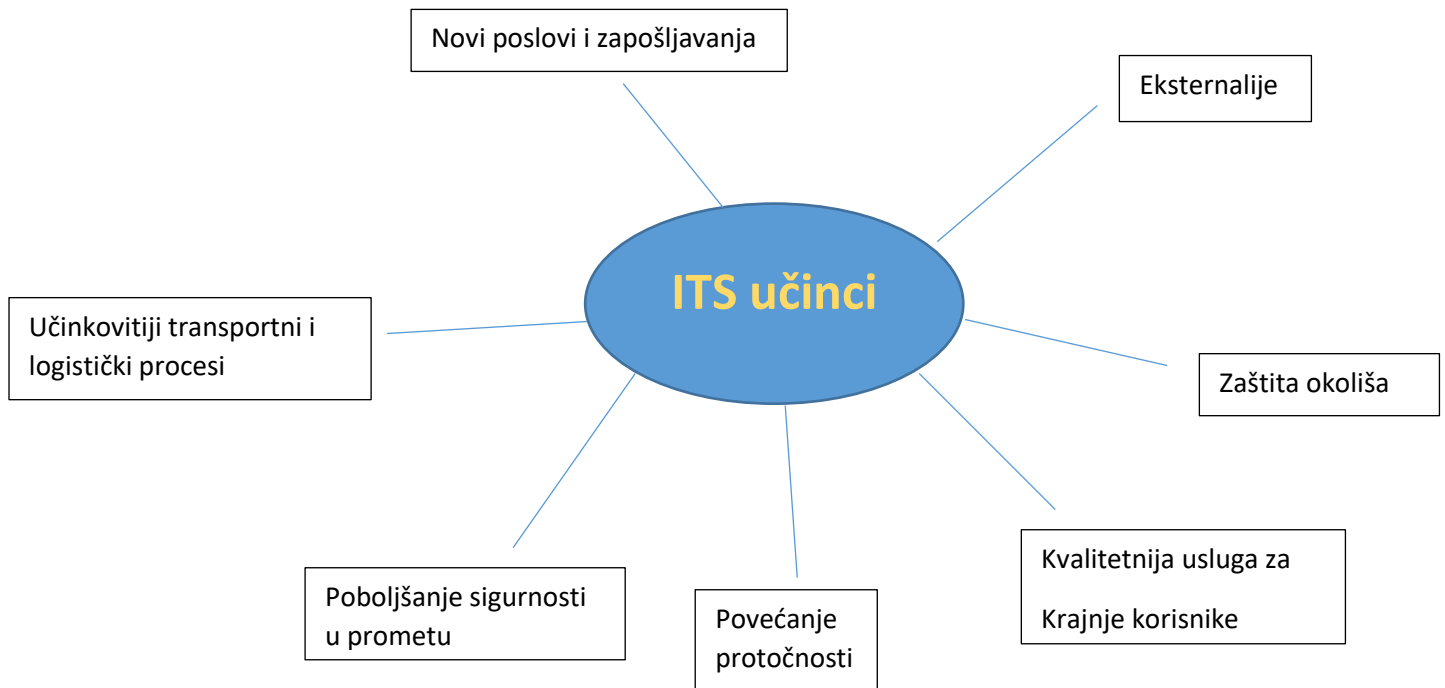 Novi poslovi i zapošljavanja
Eksternalije
ITS učinci
Učinkovitiji transportni i
logistički procesi
Zaštita okoliša
Kvalitetnija usluga za
Krajnje korisnike
Poboljšanje sigurnosti
u prometu
Povećanje
protočnosti